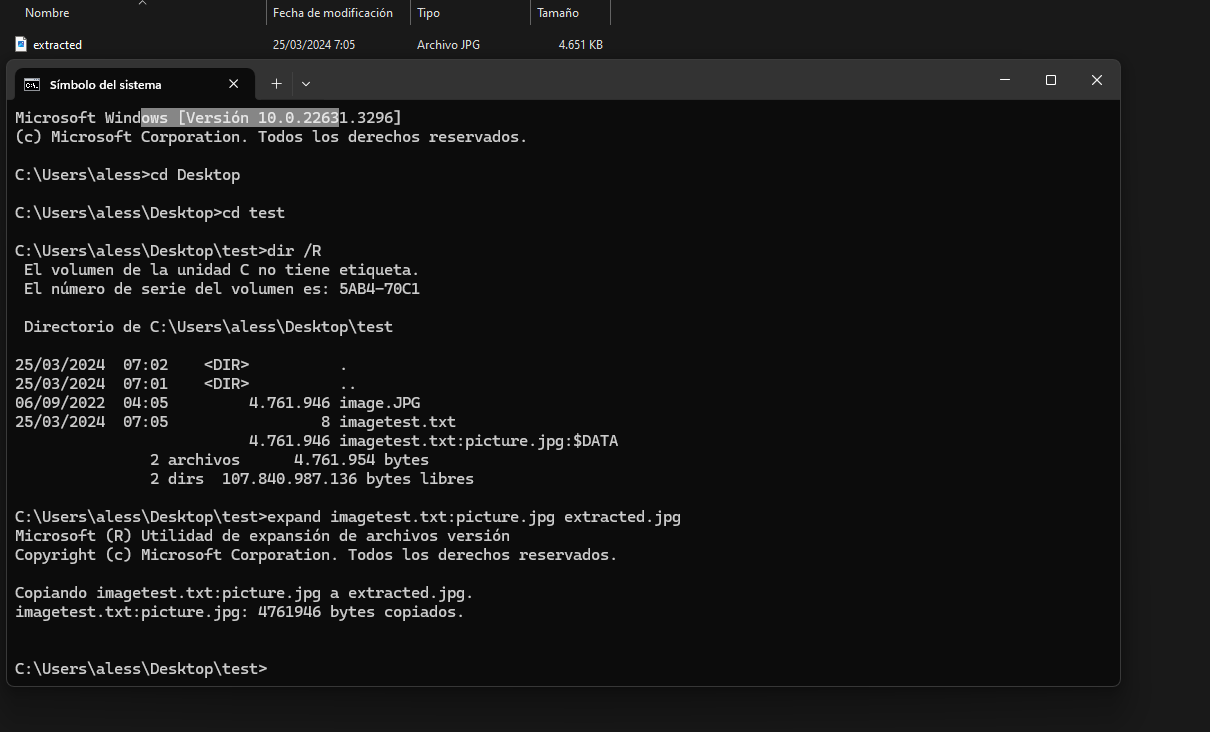 Nombre Fecha de modificación Tipo Tamaño
extracted 25/03/2024 7:05 Archivo JPG 4.651 KB
Símbolo del sistema
Microsoft Windows [Versión 10.0.22631.3296]
(c) Microsoft Corporation. Todos los derechos reservados.
C:\Users\aless>cd Desktop
C:\Users\aless\Desktop>cd test
C:\Users\aless\Desktop\test>dir /R
El volumen de la unidad C no tiene etiqueta.
El número de serie del volumen es: 5AB4-70C1
Directorio de C:\Users\aless\Desktop\test
25/03/2024 07:02 <DIR> .
25/03/2024 07:01 <DIR> ..
06/09/2022 04:05 4.761.946 image.JPG
25/03/2024 07:05 8 imagetest.txt
4.761.946 imagetest.txt:picture.jpg:$DATA
2 archivos 4.761.954 bytes
2 dirs 107.840.987.136 bytes libres
C:\Users\aless\Desktop\test>expand imagetest.txt:picture.jpg extracted.jpg
Microsoft (R) Utilidad de expansión de archivos versión
Copyright (c) Microsoft Corporation. Todos los derechos reservados.
Copiando imagetest.txt:picture.jpg a extracted.jpg.
imagetest.txt:picture.jpg: 4761946 bytes copiados.
C:\Users\aless\Desktop\test>